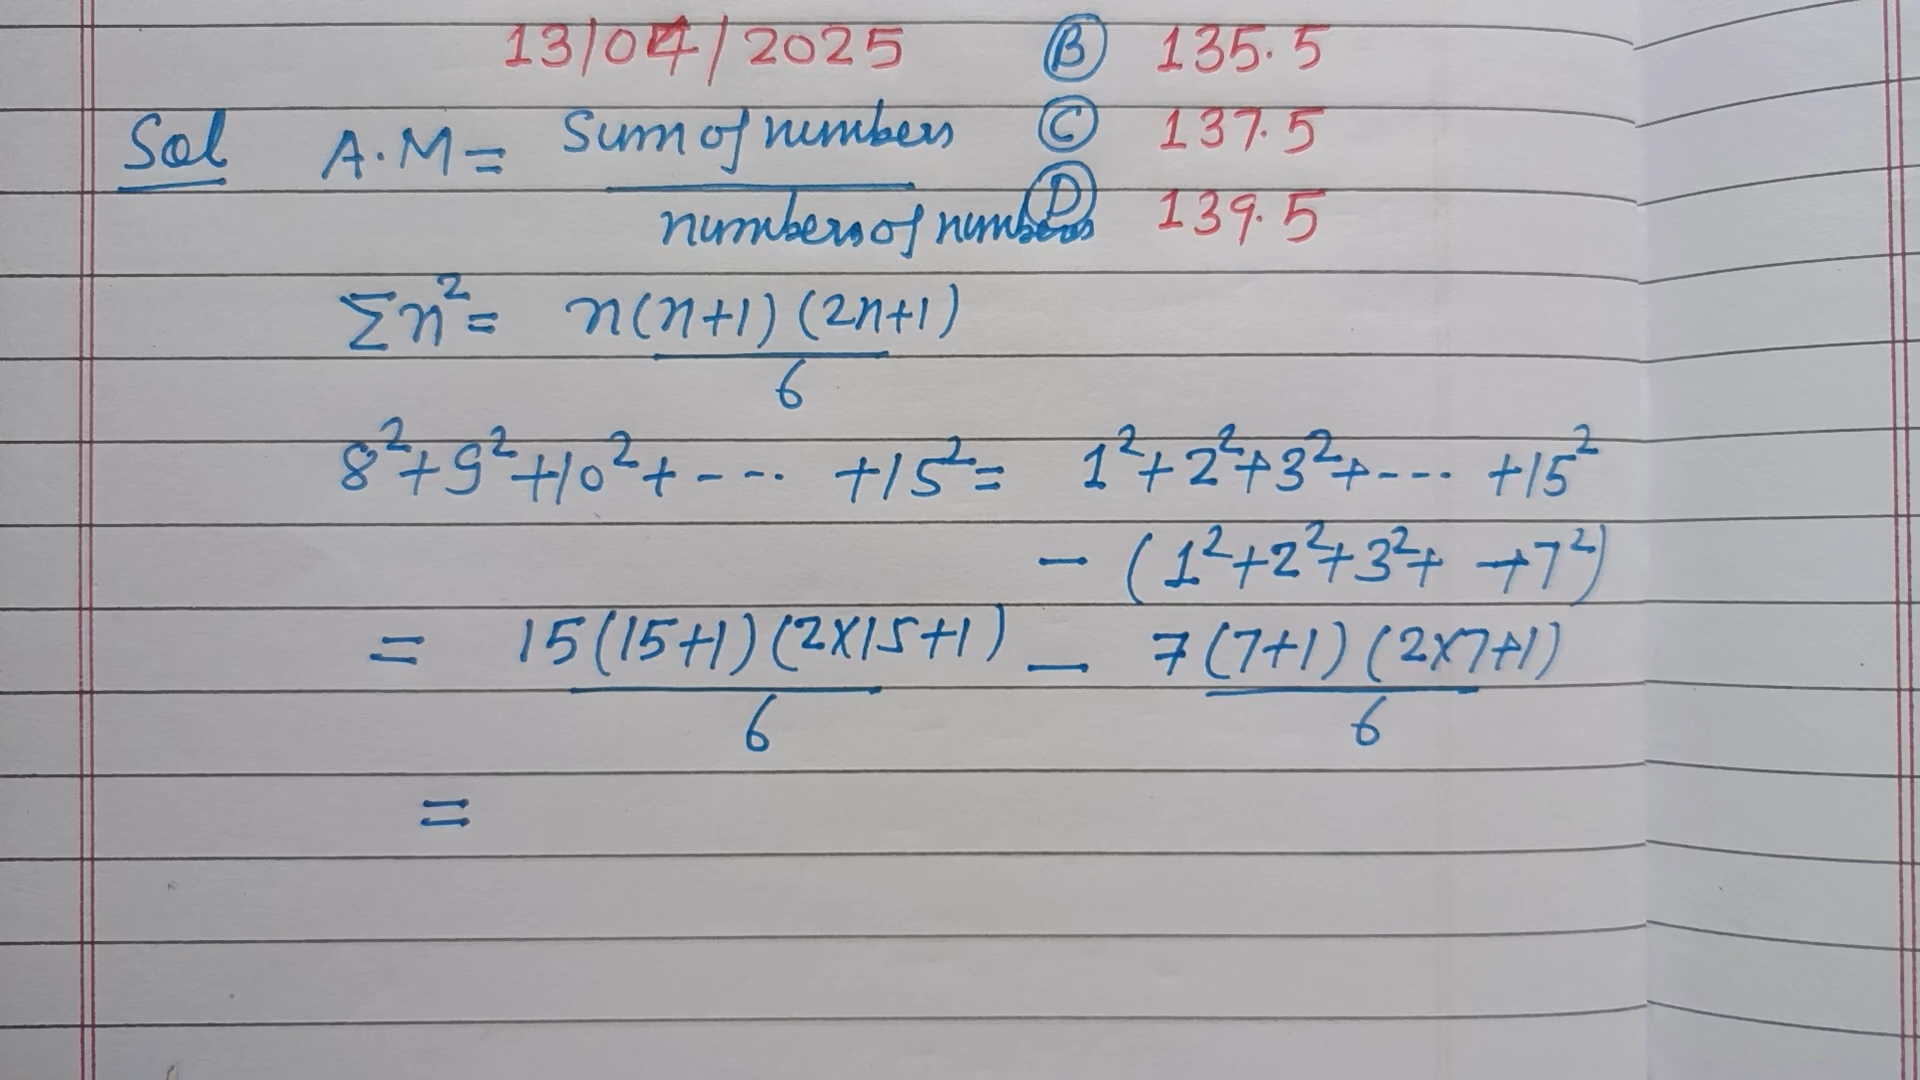 13/04/2025 Ⓑ 135.5
Sol A.M = Sum of numbers Ⓒ 137.5
numbers of numbers Ⓓ 139.5
Σn² = n(n+1) (2n+1)
6
8²+9²+10²+---- +15² = 1²+2²+3²+---- +15²
- (1²+2²+3²+ +7²)
= 15(15+1) (2×15+1) - 7(7+1) (2×7+1)
6 6
=